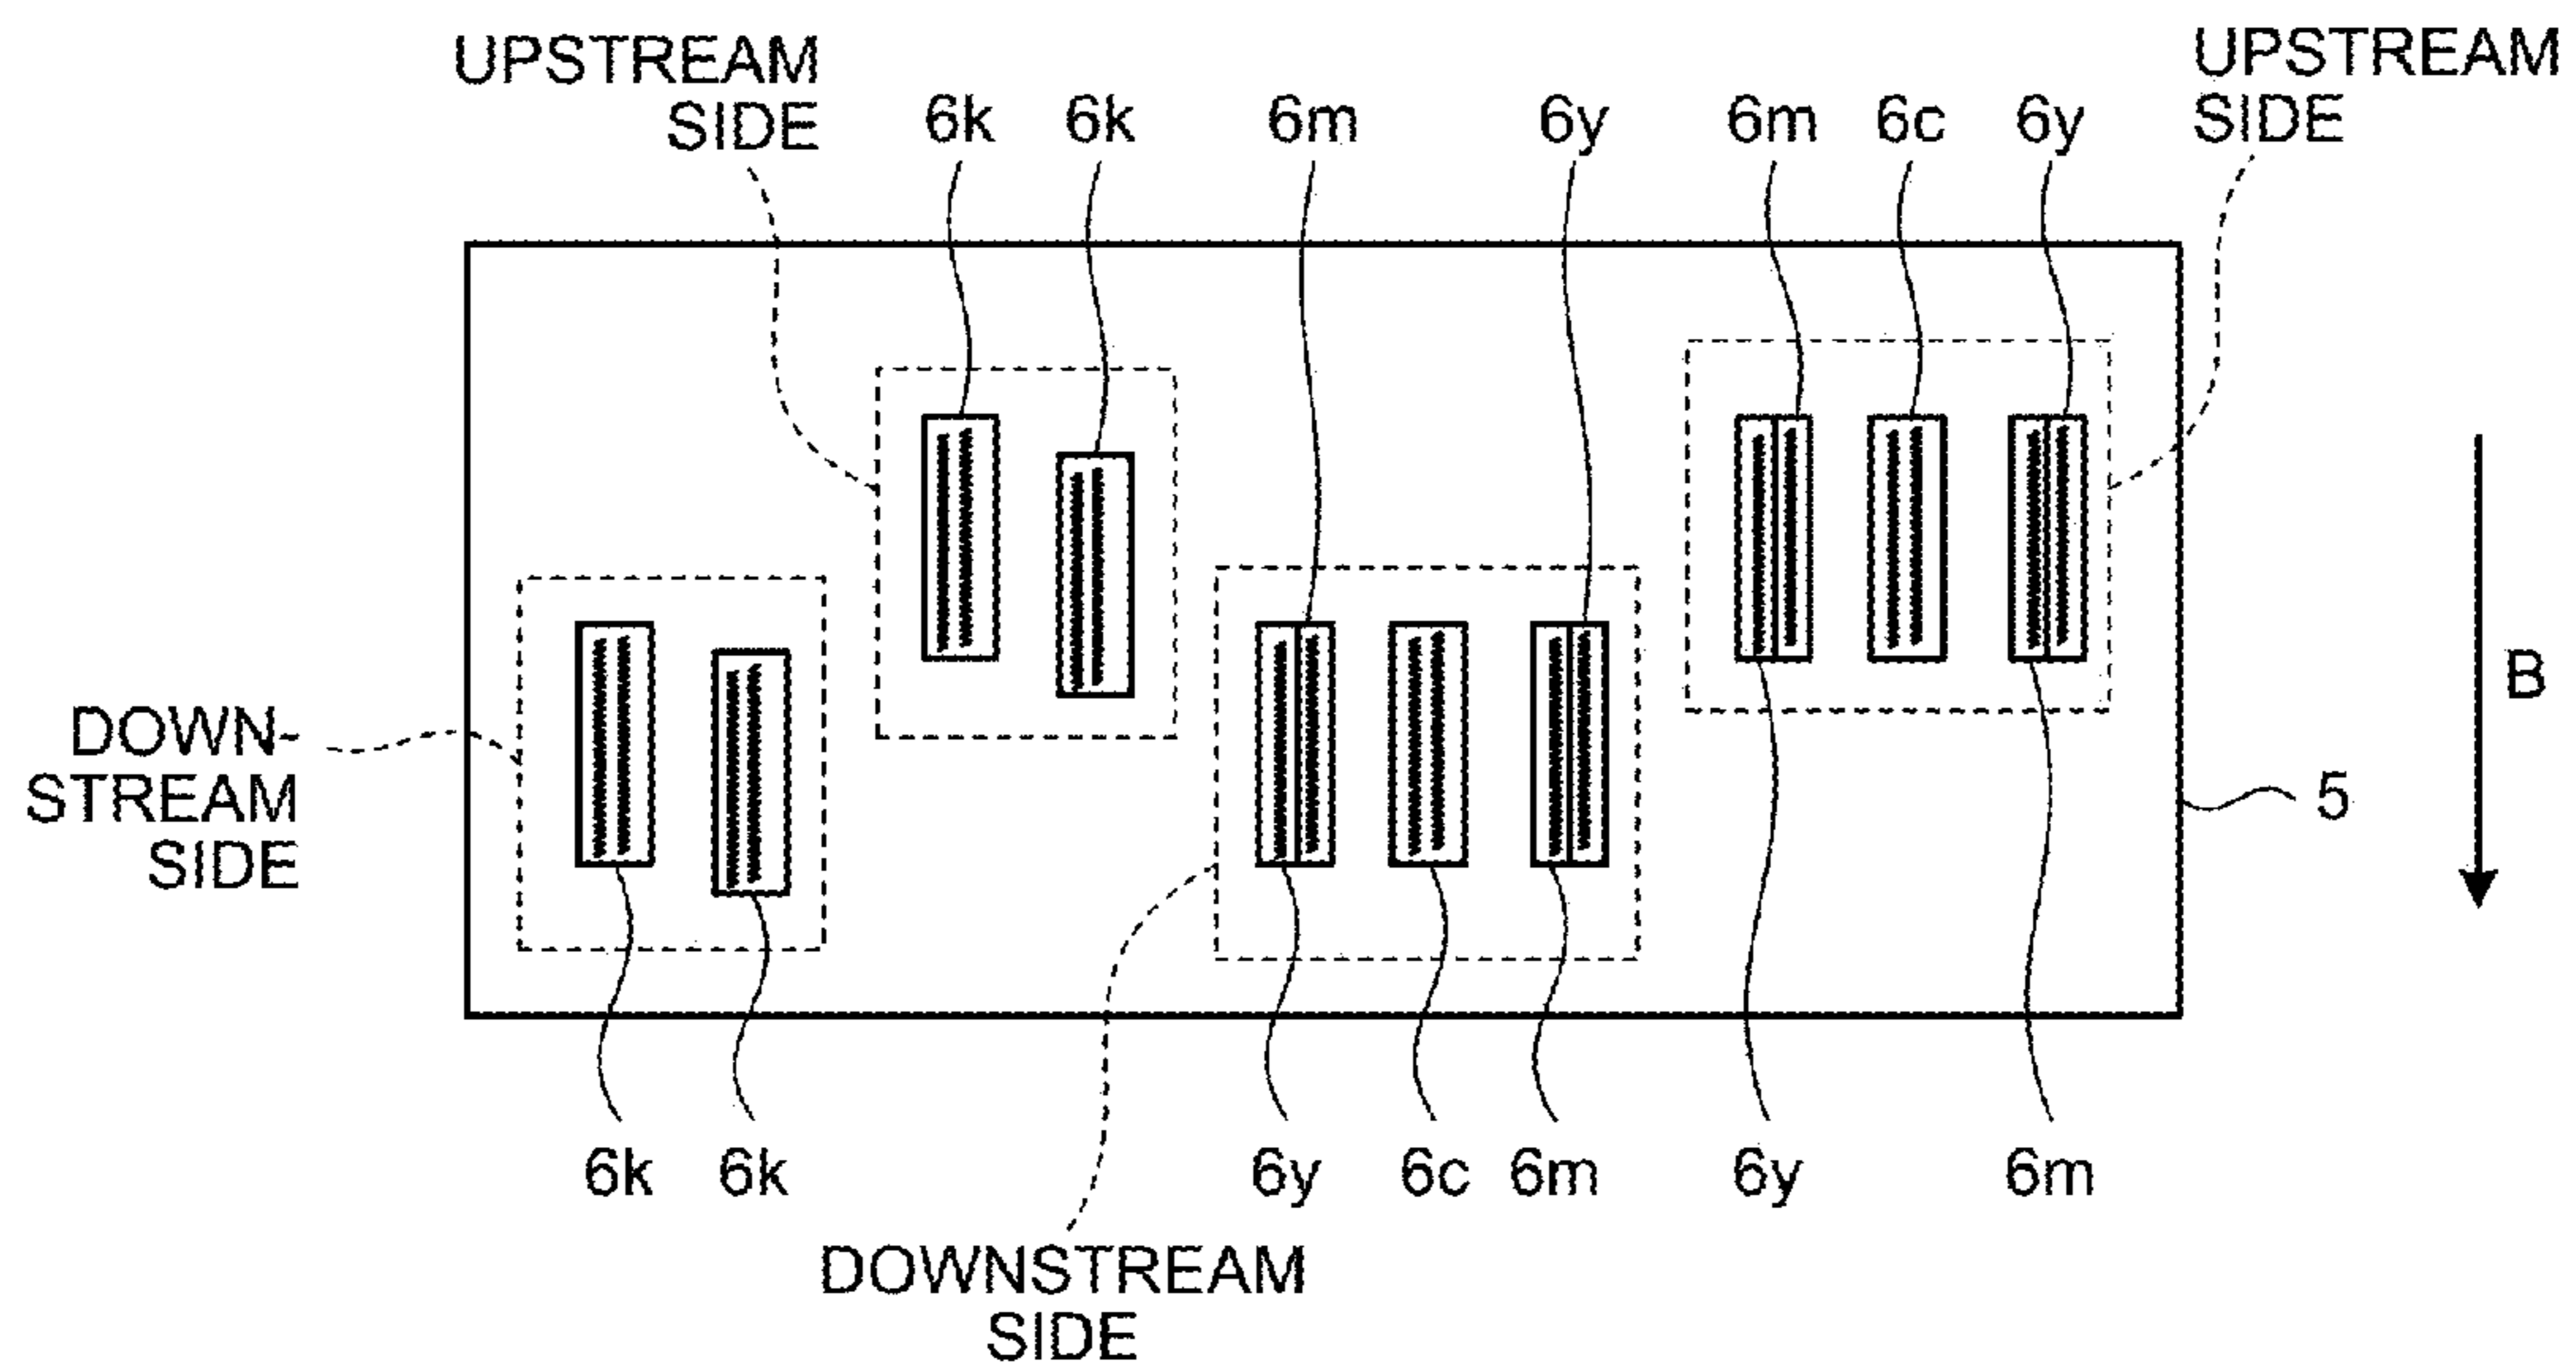 UPSTREAM
SIDE
6k 6k 6m 6y 6m 6c 6y
UPSTREAM
SIDE
DOWN-
STREAM
SIDE
B
5
6k 6k 6y 6c 6m 6y 6m
DOWNSTREAM
SIDE